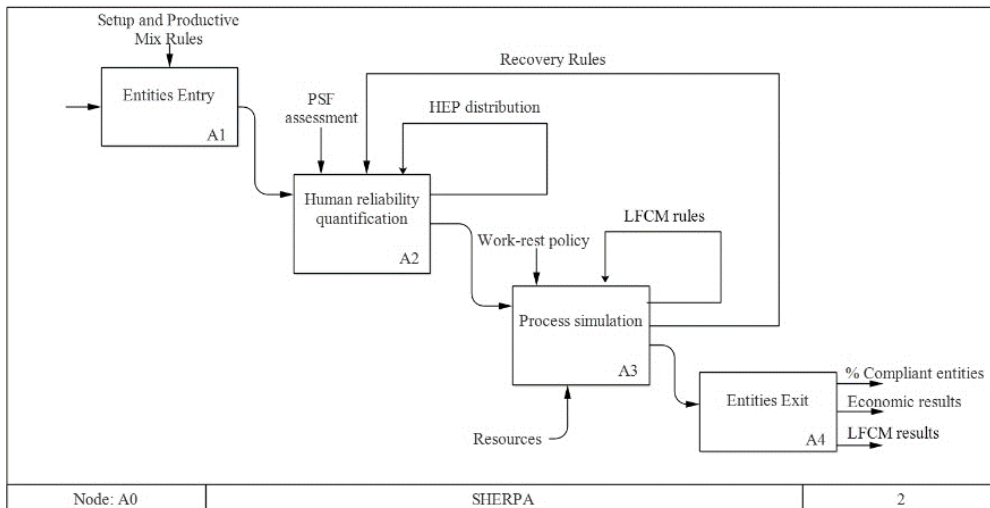 Setup and Productive
Mix Rules
Entities Entry
A1
Recovery Rules
PSF
assessment
HEP distribution
Human reliability
quantification
A2
LFCM rules
Work-rest policy
Process simulation
A3
Resources
% Compliant entities
Entities Exit
Economic results
A4
LFCM results
Node: A0
SHERPA
2